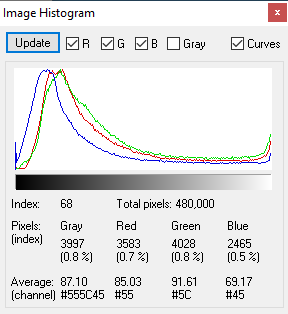 Image Histogram x
Update R G B Gray Curves
Index: 68 Total pixels: 480,000
Pixels: Gray Red Green Blue
(index) 3997 3583 4028 2465
(0.8 %) (0.7 %) (0.8 %) (0.5 %)
Average: 87.10 85.03 91.61 69.17
(channel) #555C45 #55 #5C #45